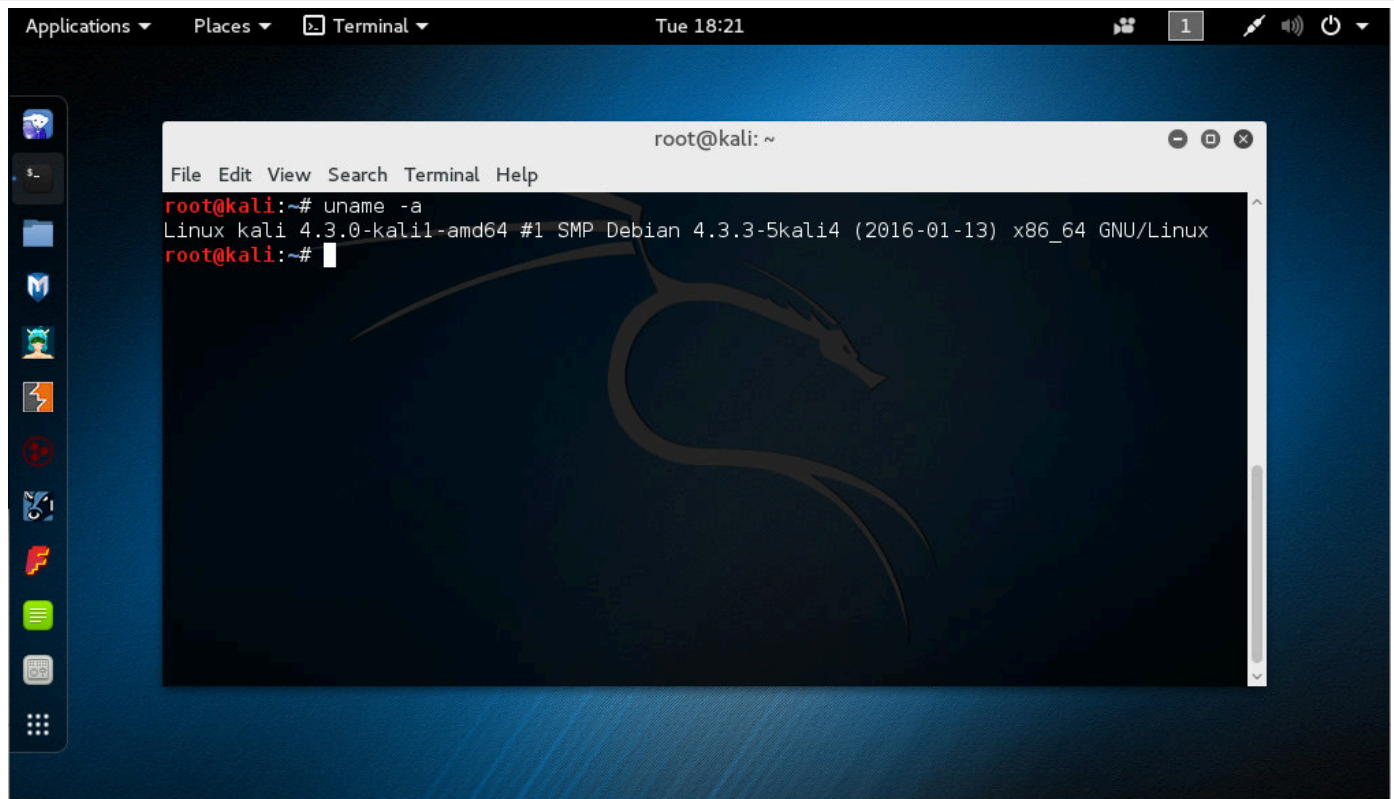 Applications Places Terminal Tue 18:21 1
root@kali: ~
File Edit View Search Terminal Help
root@kali:~# uname -a
Linux kali 4.3.0-kali1-amd64 #1 SMP Debian 4.3.3-5kali4 (2016-01-13) x86_64 GNU/Linux
root@kali:~#